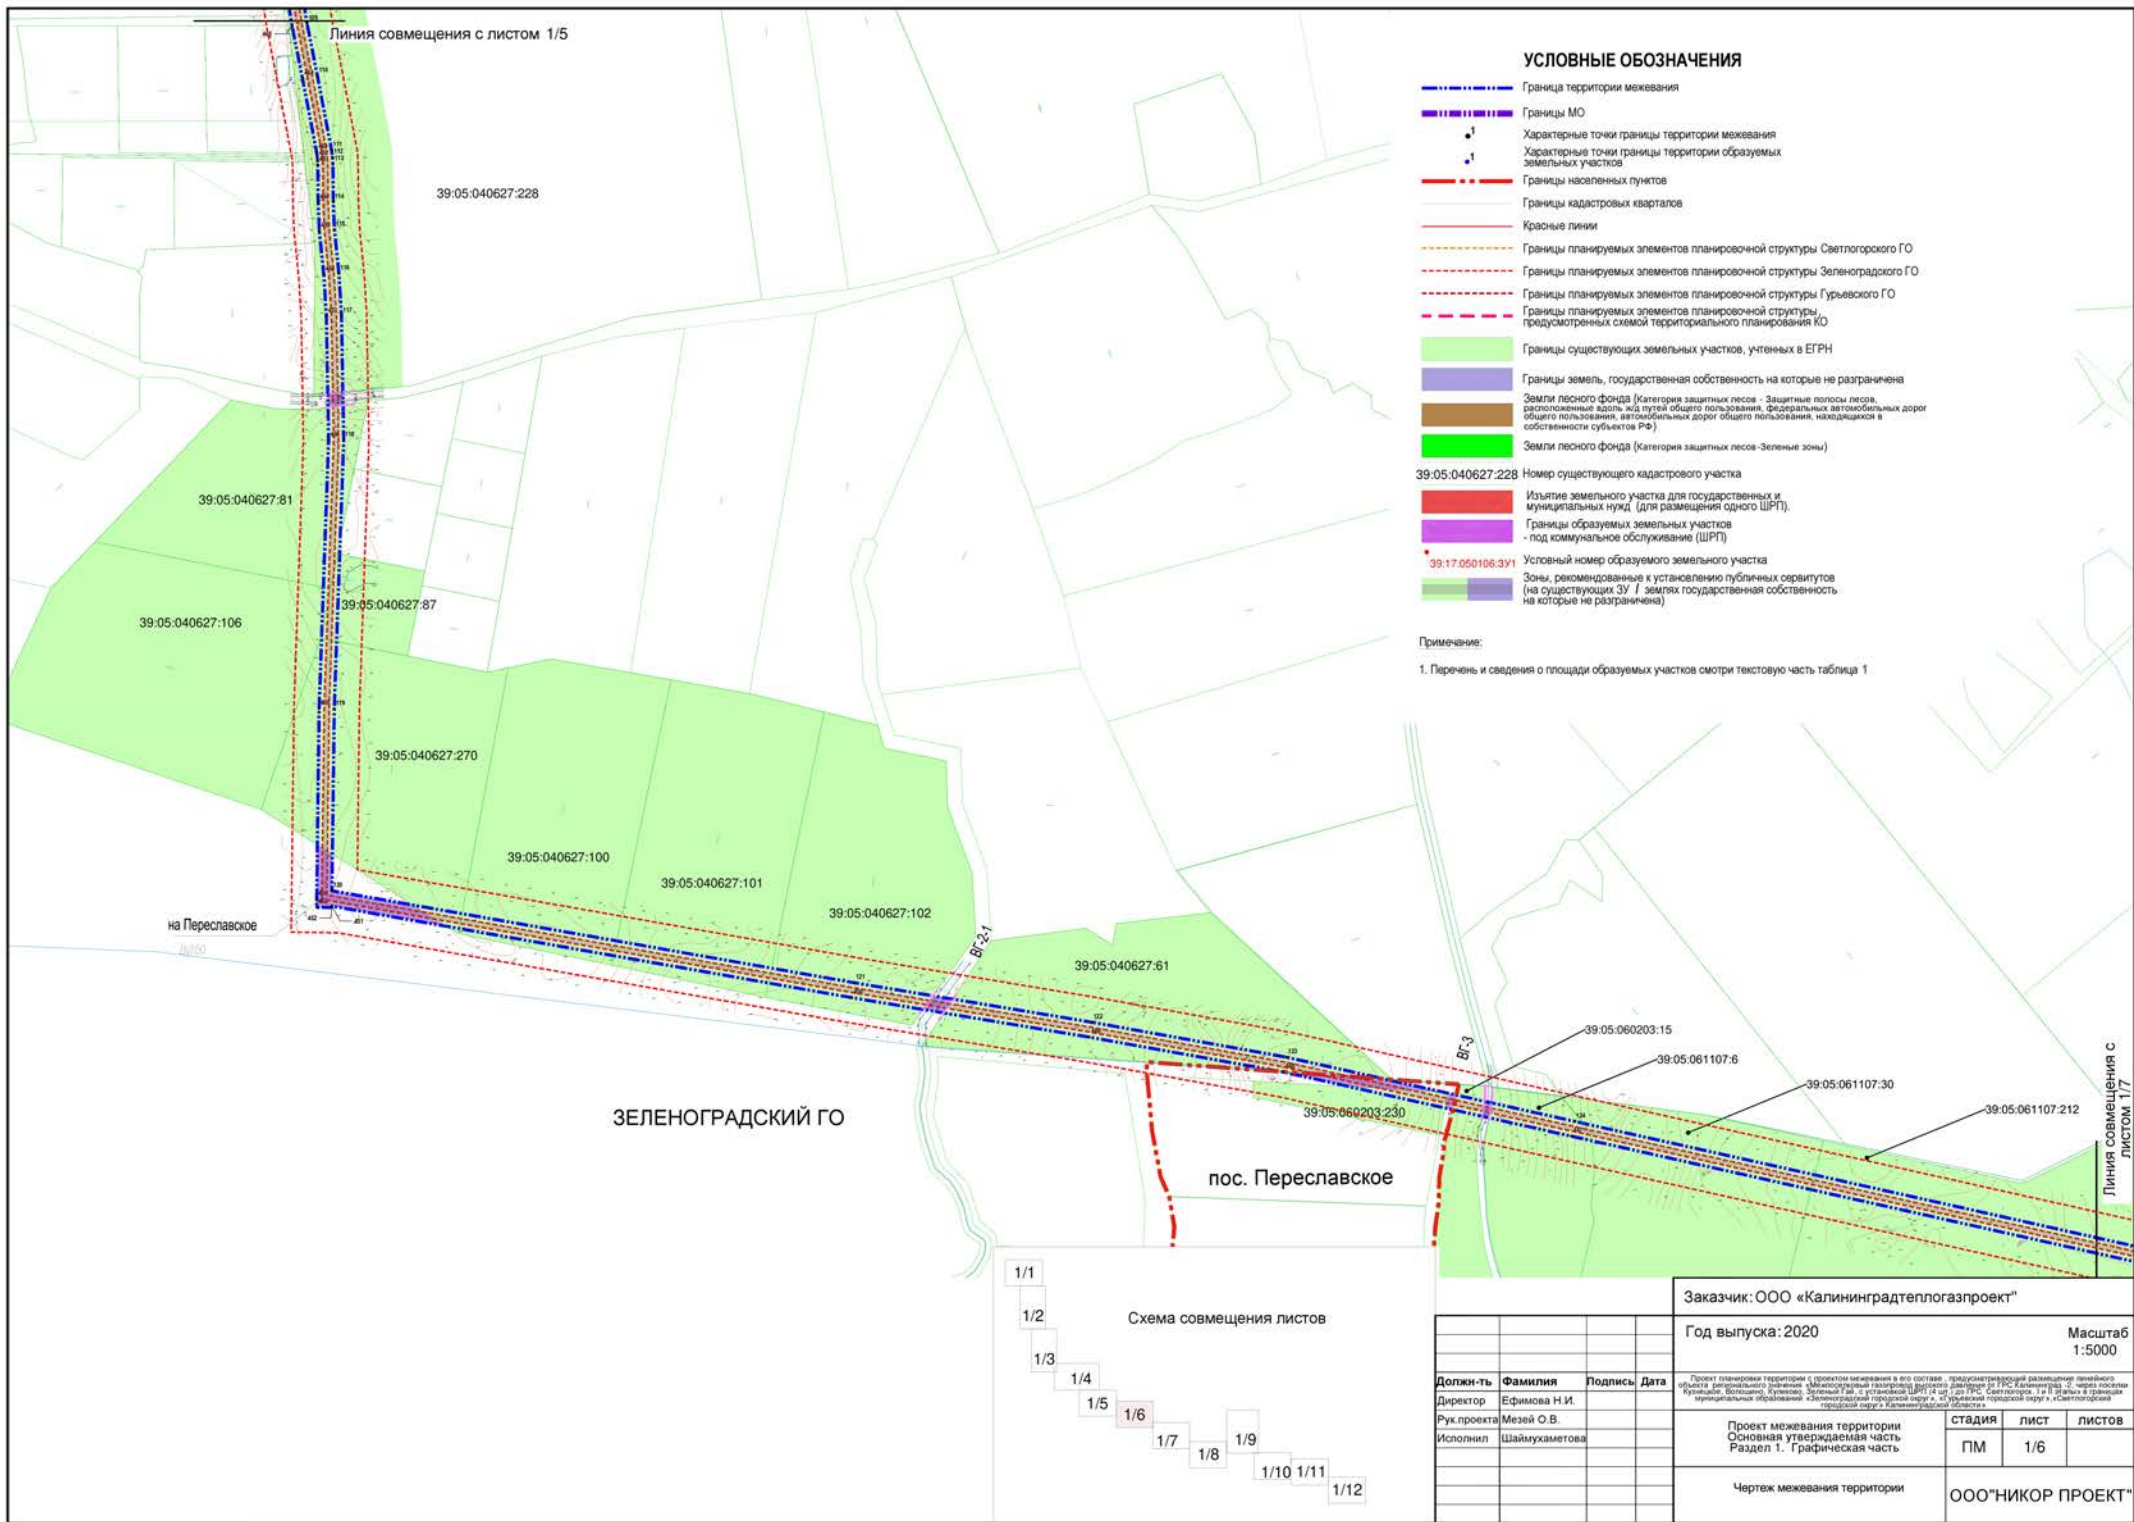 Линия совмещения с листом 1/5
39:05:040627:228
39:05:040627:81
39:05:040627:87
39:05:040627:106
39:05:040627:270
39:05:040627:100
39:05:040627:101
39:05:040627:102
на Переславское
ВГ-2-1
39:05:040627:61
ВГ-3
39:05:060203:15
39:05:061107:6
39:05:061107:30
39:05:061107:212
39:05:060203:230
ЗЕЛЕНОГРАДСКИЙ ГО
пос. Переславское
Линия совмещения с
листом 1/7
УСЛОВНЫЕ ОБОЗНАЧЕНИЯ
Граница территории межевания
Границы МО
1
Характерные точки границы территории межевания
1
Характерные точки границы территории образуемых
земельных участков
Границы населенных пунктов
Границы кадастровых кварталов
Красные линии
Границы планируемых элементов планировочной структуры Светлогорского ГО
Границы планируемых элементов планировочной структуры Зеленоградского ГО
Границы планируемых элементов планировочной структуры Гурьевского ГО
Границы планируемых элементов планировочной структуры,
предусмотренных схемой территориального планирования КО
Границы существующих земельных участков, учтенных в ЕГРН
Границы земель, государственная собственность на которые не разграничена
Земли лесного фонда (Категория защитных лесов - Защитные полосы лесов,
расположенные вдоль ж/д путей общего пользования, федеральных автомобильных дорог
общего пользования, автомобильных дорог общего пользования, находящихся в
собственности субъектов РФ)
Земли лесного фонда (Категория защитных лесов-Зеленые зоны)
39:05:040627:228 Номер существующего кадастрового участка
Изъятие земельного участка для государственных и
муниципальных нужд (для размещения одного ШРП).
Границы образуемых земельных участков
- под коммунальное обслуживание (ШРП)
39:17:050106:ЗУ1 Условный номер образуемого земельного участка
Зоны, рекомендованные к установлению публичных сервитутов
(на существующих ЗУ / землях государственная собственность
на которые не разграничена)
Примечание:
1. Перечень и сведения о площади образуемых участков смотри текстовую часть таблица 1
Схема совмещения листов
1/1
1/2
1/3
1/4
1/5
1/6
1/7
1/8
1/9
1/10
1/11
1/12
Заказчик: ООО «Калининградтеплогазпроект"
Год выпуска: 2020
Масштаб
1:5000
Должн-ть Фамилия Подпись Дата
Директор Ефимова Н.И.
Рук.проекта Мезей О.В.
Исполнил Шаймухаметова
Проект межевания территории
Основная утверждаемая часть
Раздел 1. Графическая часть
стадия лист листов
ПМ 1/6
Чертеж межевания территории
ООО"НИКОР ПРОЕКТ"